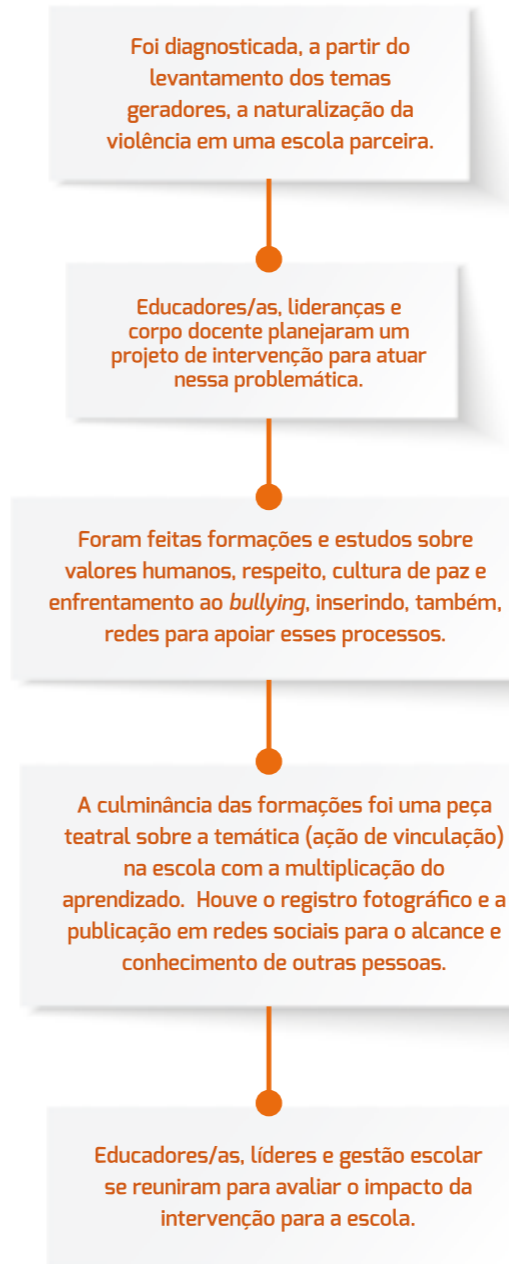 Foi diagnosticada, a partir do
levantamento dos temas
geradores, a naturalização da
violência em uma escola parceira.
Educadores/as, lideranças e
corpo docente planejaram um
projeto de intervenção para atuar
nessa problemática.
Foram feitas formações e estudos sobre
valores humanos, respeito, cultura de paz e
enfrentamento ao bullying, inserindo, também,
redes para apoiar esses processos.
A culminância das formações foi uma peça
teatral sobre a temática (ação de vinculação)
na escola com a multiplicação do
aprendizado. Houve o registro fotográfico e a
publicação em redes sociais para o alcance e
conhecimento de outras pessoas.
Educadores/as, líderes e gestão escolar
se reuniram para avaliar o impacto da
intervenção para a escola.